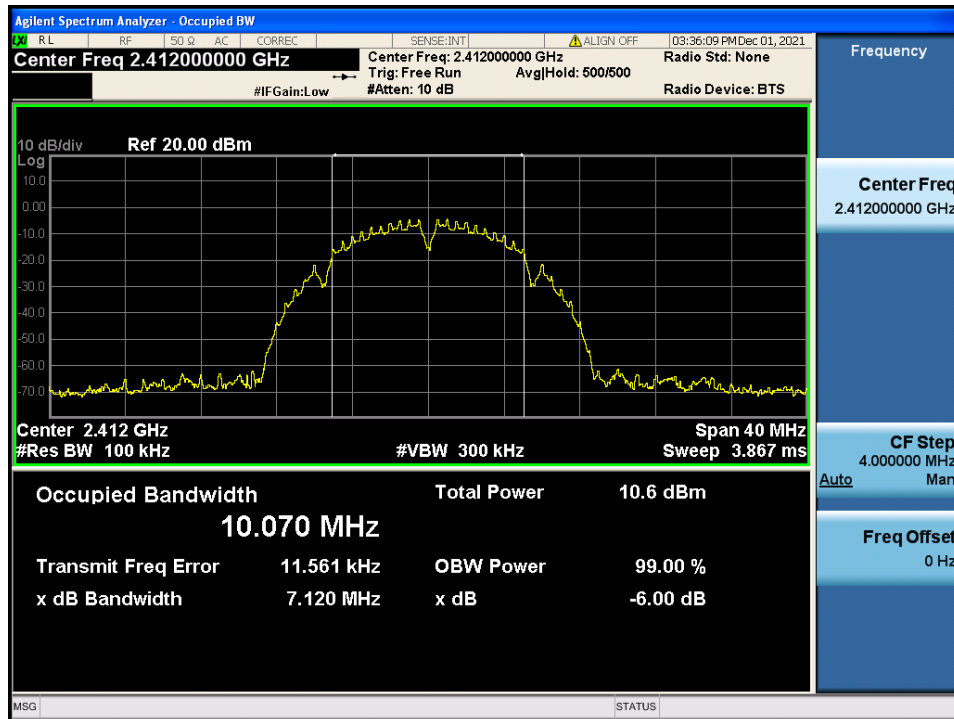 Agilent Spectrum Analyzer - Occupied BW
LXI RL RF 50 Ω AC CORREC SENSE:INT ALIGN OFF 03:36:09 PM Dec 01, 2021
Center Freq 2.412000000 GHz
Center Freq: 2.412000000 GHz
Radio Std: None
Trig: Free Run Avg|Hold: 500/500
#IFGain:Low
#Atten: 10 dB
Radio Device: BTS
10 dB/div Ref 20.00 dBm
Log
10.0
0.00
-10.0
-20.0
-30.0
-40.0
-50.0
-60.0
-70.0
Center 2.412 GHz Span 40 MHz
#Res BW 100 kHz #VBW 300 kHz Sweep 3.867 ms
Occupied Bandwidth Total Power 10.6 dBm
10.070 MHz
Transmit Freq Error 11.561 kHz OBW Power 99.00 %
x dB Bandwidth 7.120 MHz x dB -6.00 dB
Frequency
Center Freq
2.412000000 GHz
CF Step
4.000000 MHz
Auto Man
Freq Offset
0 Hz
MSG STATUS